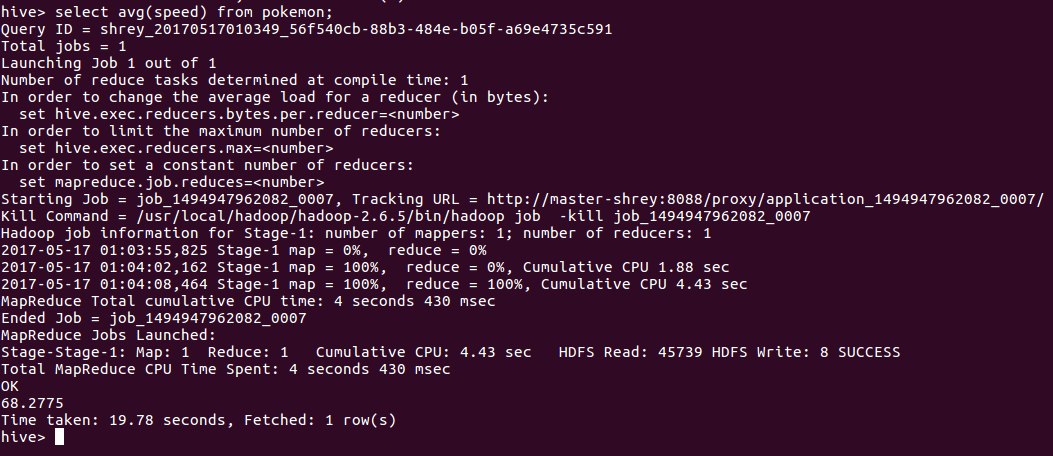 hive> select avg(speed) from pokemon;
Query ID = shrey_20170517010349_56f540cb-88b3-484e-b05f-a69e4735c591
Total jobs = 1
Launching Job 1 out of 1
Number of reduce tasks determined at compile time: 1
In order to change the average load for a reducer (in bytes):
  set hive.exec.reducers.bytes.per.reducer=<number>
In order to limit the maximum number of reducers:
  set hive.exec.reducers.max=<number>
In order to set a constant number of reducers:
  set mapreduce.job.reduces=<number>
Starting Job = job_1494947962082_0007, Tracking URL = http://master-shrey:8088/proxy/application_1494947962082_0007/
Kill Command = /usr/local/hadoop/hadoop-2.6.5/bin/hadoop job  -kill job_1494947962082_0007
Hadoop job information for Stage-1: number of mappers: 1; number of reducers: 1
2017-05-17 01:03:55,825 Stage-1 map = 0%,  reduce = 0%
2017-05-17 01:04:02,162 Stage-1 map = 100%,  reduce = 0%, Cumulative CPU 1.88 sec
2017-05-17 01:04:08,464 Stage-1 map = 100%,  reduce = 100%, Cumulative CPU 4.43 sec
MapReduce Total cumulative CPU time: 4 seconds 430 msec
Ended Job = job_1494947962082_0007
MapReduce Jobs Launched:
Stage-Stage-1: Map: 1  Reduce: 1   Cumulative CPU: 4.43 sec   HDFS Read: 45739 HDFS Write: 8 SUCCESS
Total MapReduce CPU Time Spent: 4 seconds 430 msec
OK
68.2775
Time taken: 19.78 seconds, Fetched: 1 row(s)
hive>